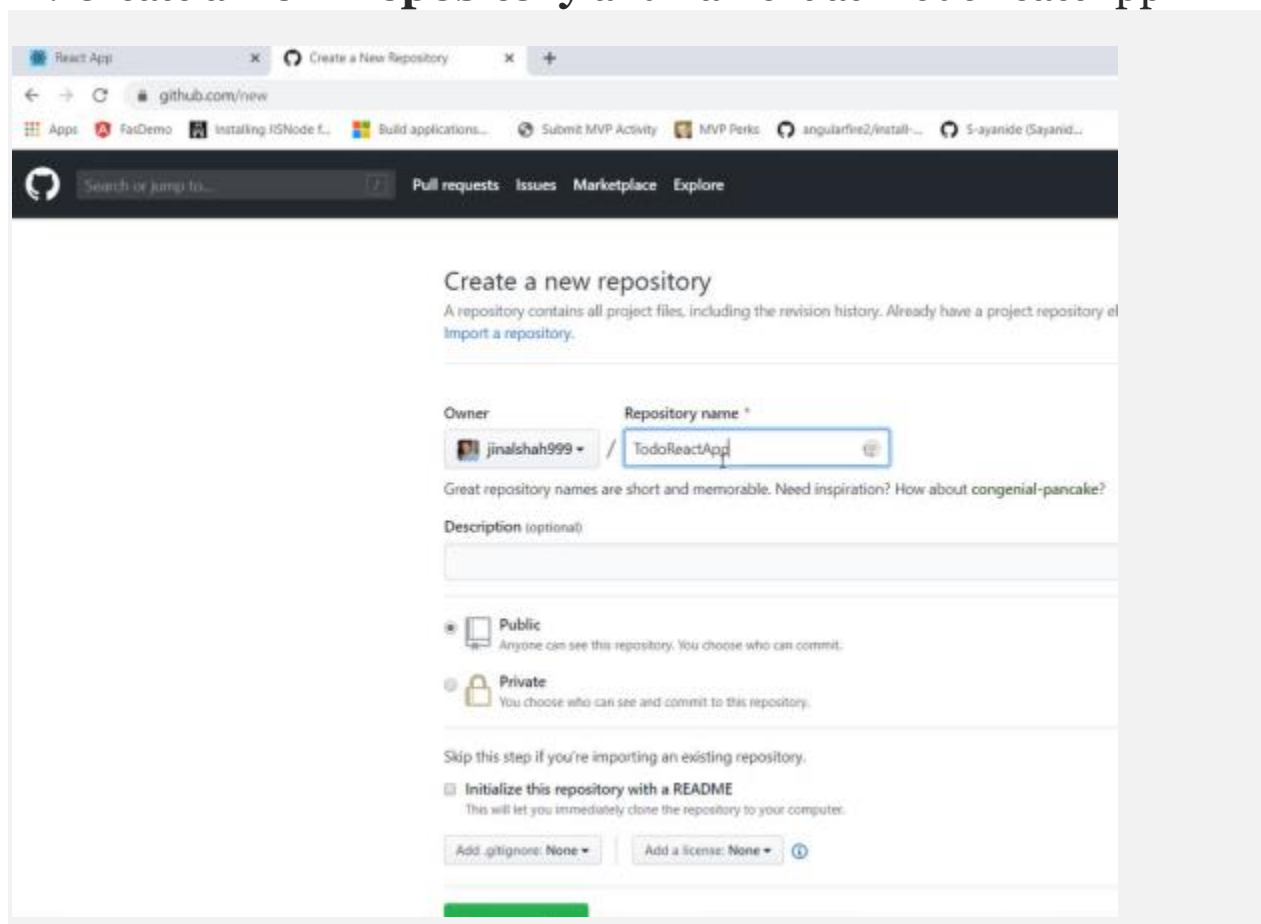 React App
Create a New Repository
github.com/new
Apps FasDemo Installing IISNode f... Build applications... Submit MVP Activity MVP Perks angularfire2/install-... S-ayanide (Sayanid...
Search or jump to... /
Pull requests Issues Marketplace Explore
Create a new repository
A repository contains all project files, including the revision history. Already have a project repository el
Import a repository.
Owner Repository name *
jinalshah999 / TodoReactApp
Great repository names are short and memorable. Need inspiration? How about congenial-pancake?
Description (optional)
Public
Anyone can see this repository. You choose who can commit.
Private
You choose who can see and commit to this repository.
Skip this step if you're importing an existing repository.
Initialize this repository with a README
This will let you immediately clone the repository to your computer.
Add .gitignore: None Add a license: None